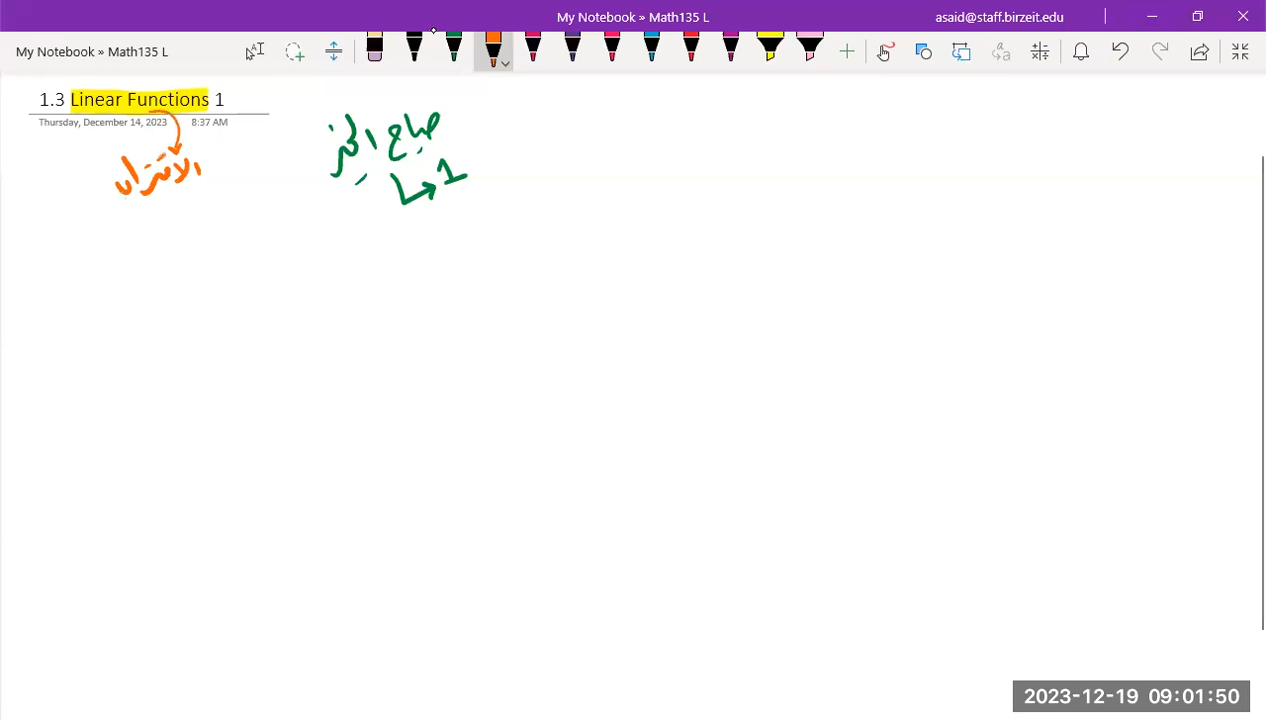 My Notebook » Math135 L
asaid@staff.birzeit.edu
My Notebook » Math135 L
1.3 Linear Functions 1
Thursday, December 14, 2023 8:37 AM
صباح الخير
1
الاقتران
2023-12-19 09:01:50